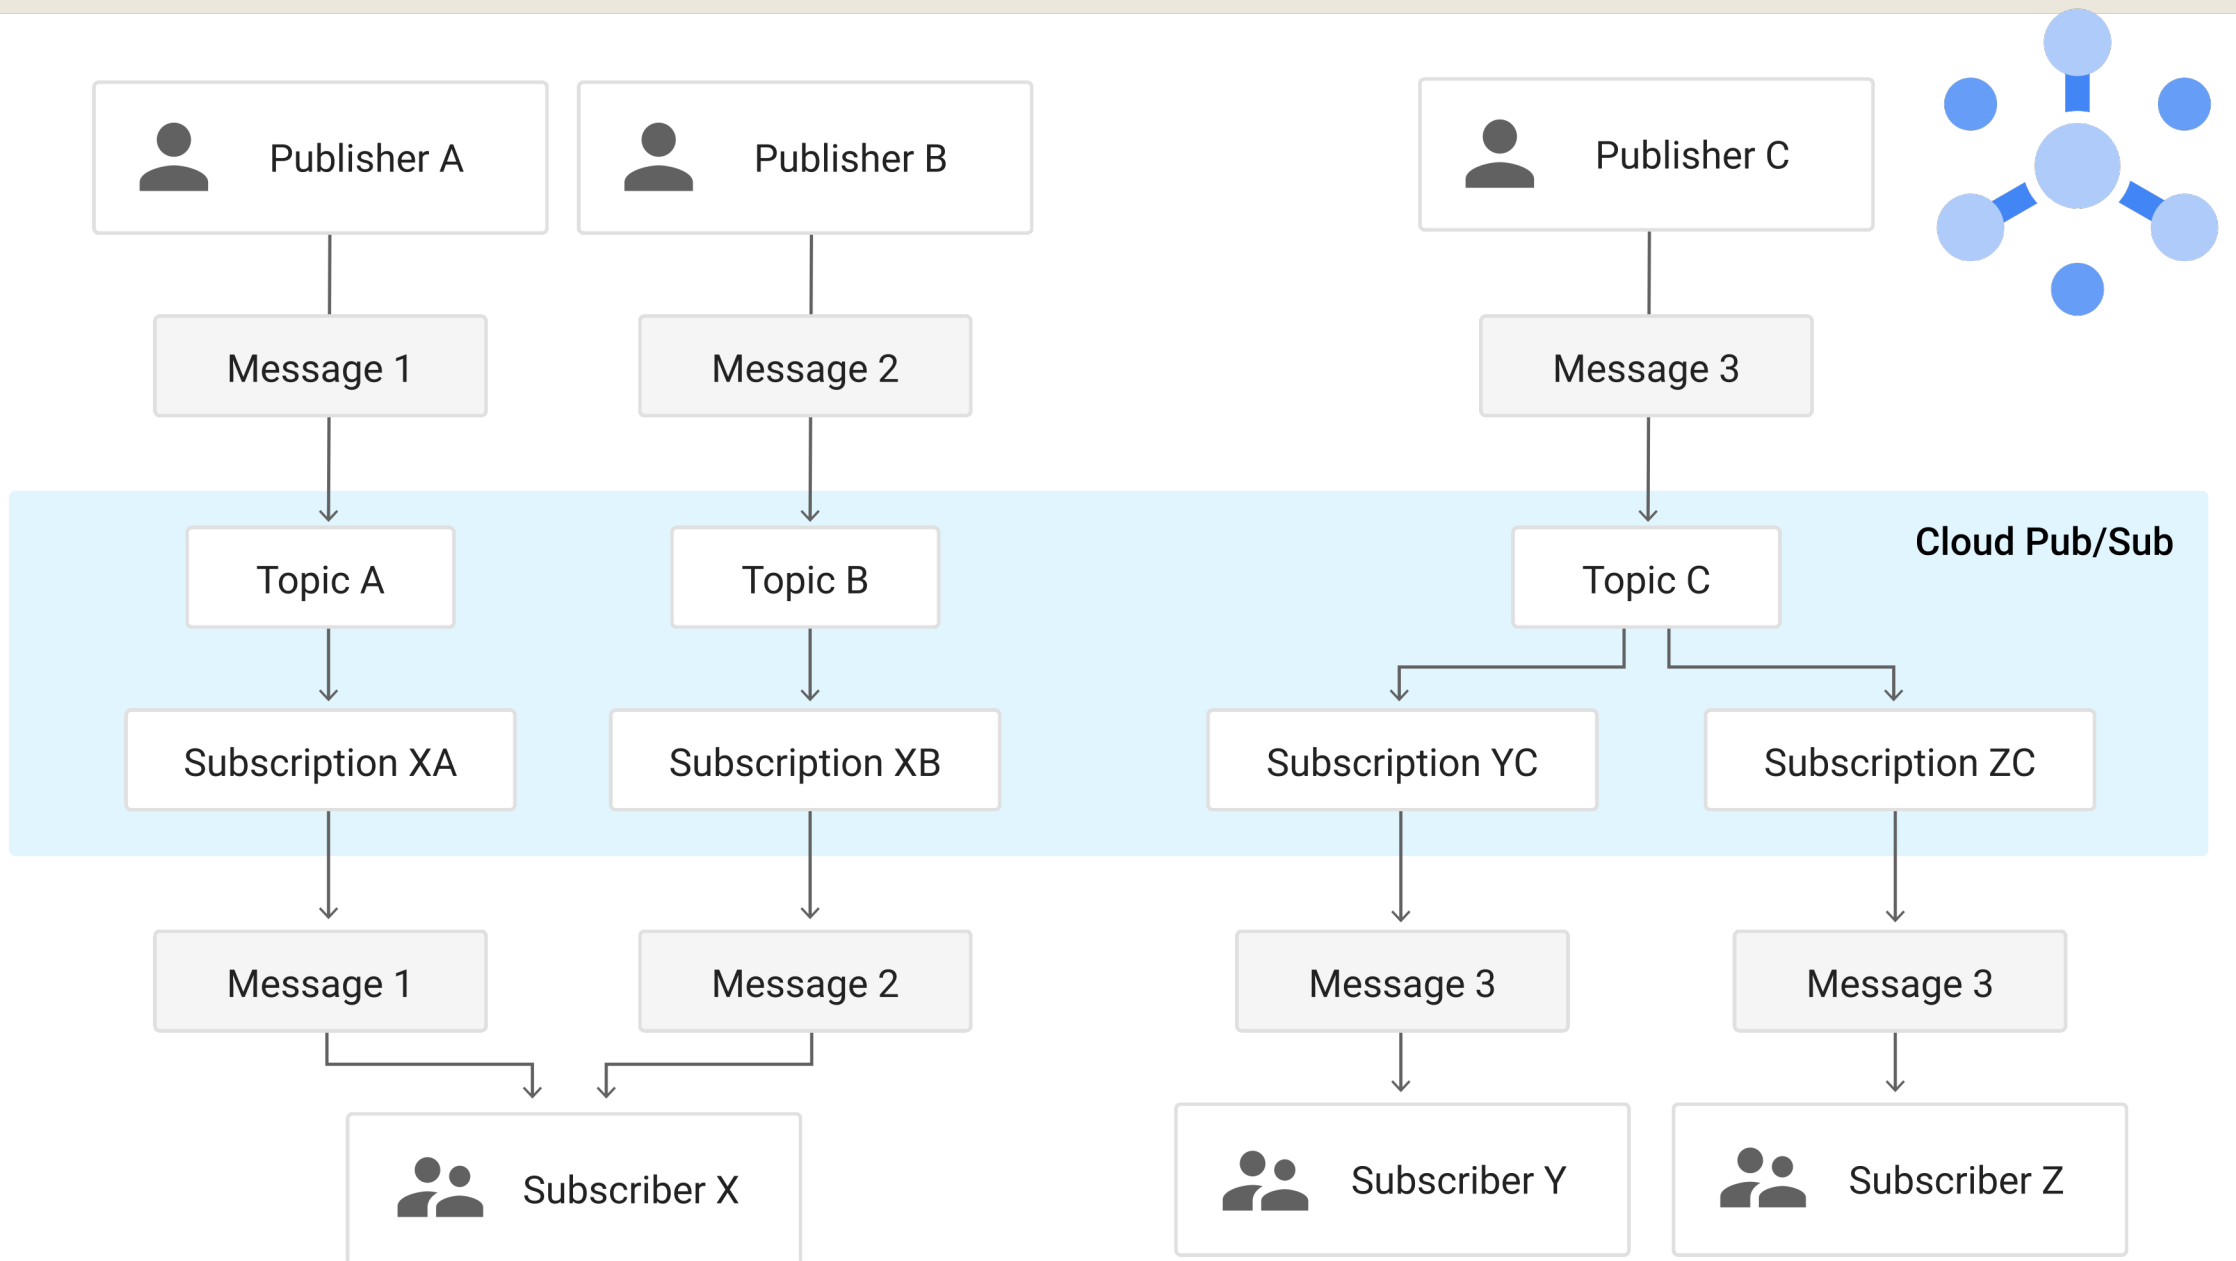 Publisher A
Publisher B
Publisher C
Message 1
Message 2
Message 3
Cloud Pub/Sub
Topic A
Topic B
Topic C
Subscription XA
Subscription XB
Subscription YC
Subscription ZC
Message 1
Message 2
Message 3
Message 3
Subscriber X
Subscriber Y
Subscriber Z